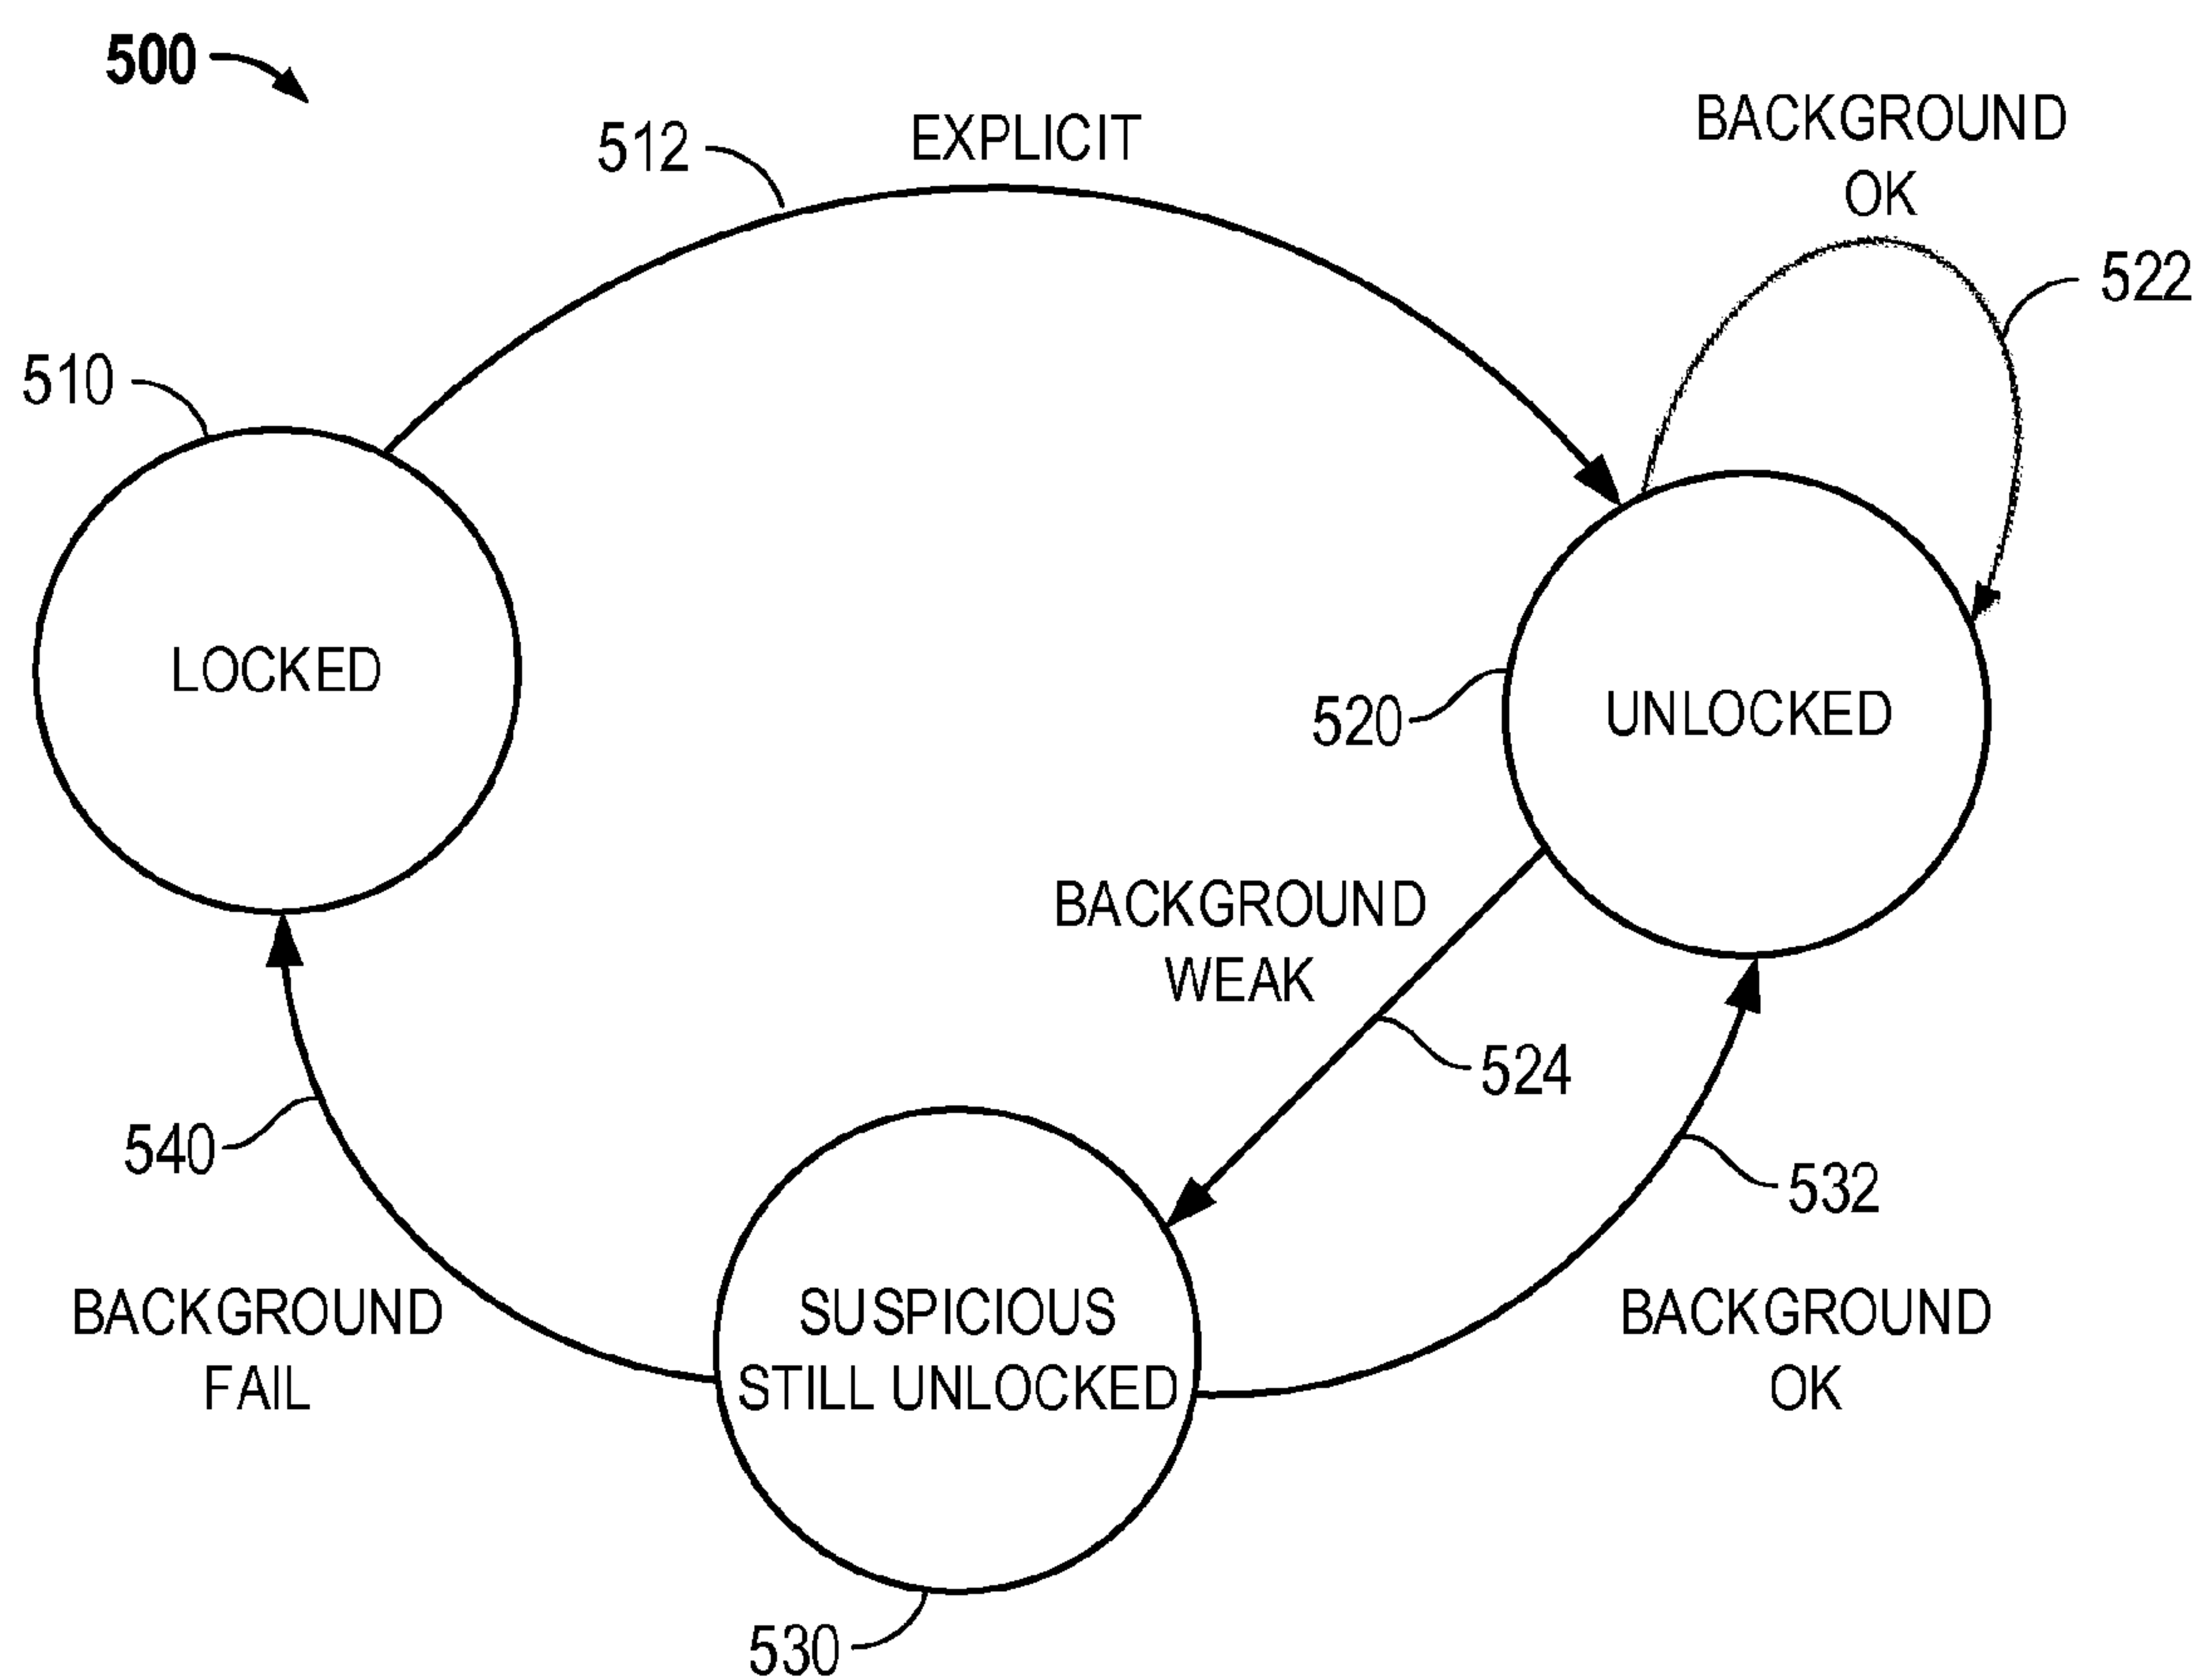 500
512
EXPLICIT
BACKGROUND
OK
522
510
LOCKED
520
UNLOCKED
BACKGROUND
WEAK
524
540
532
BACKGROUND
FAIL
SUSPICIOUS
STILL UNLOCKED
BACKGROUND
OK
530